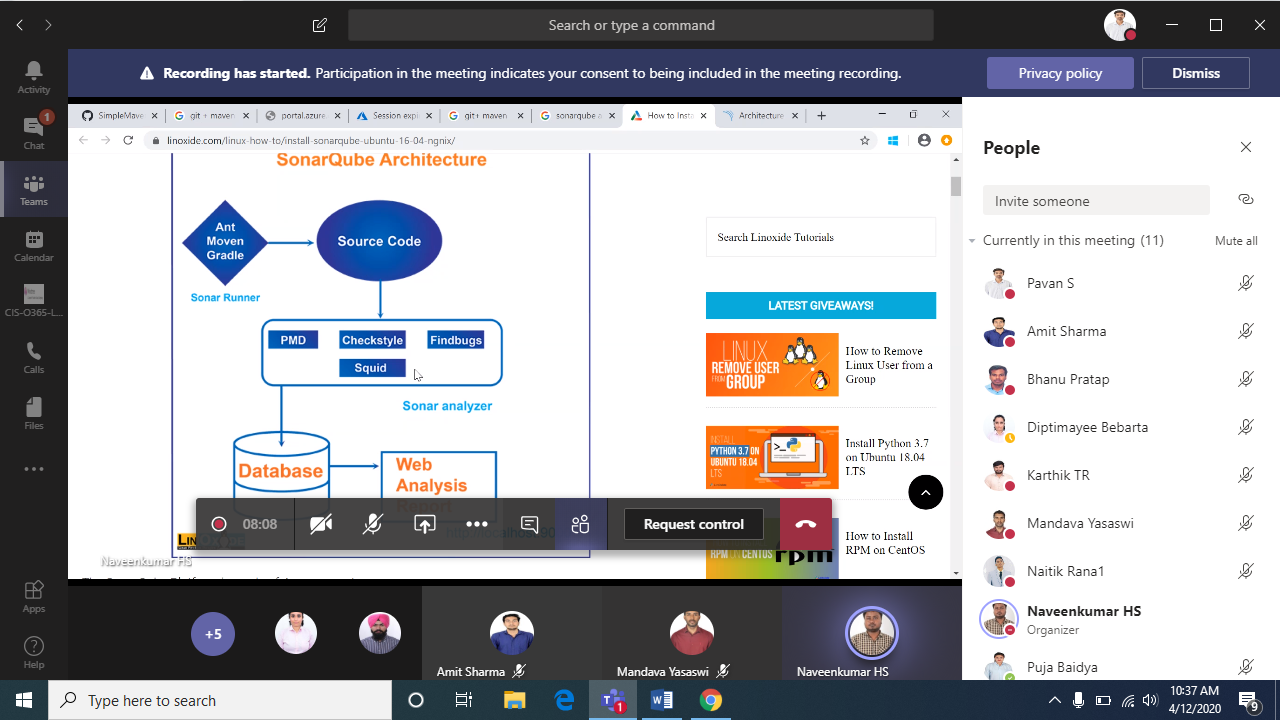 Search or type a command
Activity
Chat
1
Teams
Calendar
CIS-O365-L...
Calls
Files
Apps
Help
Recording has started. Participation in the meeting indicates your consent to being included in the meeting recording.
Privacy policy
Dismiss
SimpleMave
git + maven
portal.azure
Session expi
git + maven
sonarqube a
How to Inst
Architecture
linoxide.com/linux-how-to/install-sonarqube-ubuntu-16-04-ngnix/
SonarQube Architecture
Ant
Moven
Gradle
Source Code
Sonar Runner
PMD
Checkstyle
Findbugs
Squid
Sonar analyzer
Database
Web
Analysis
Search Linoxide Tutorials
LATEST GIVEAWAYS!
LINUX
REMOVE USER
FROM GROUP
How to Remove
Linux User from a
Group
INSTALL
PYTHON 3.7
ON UBUNTU 18.04
LTS
Install Python 3.7
on Ubuntu 18.04
LTS
RPM ON CENTOS
rpm
How to Install
RPM on CentOS
08:08
Request control
Naveenkumar HS
+5
Amit Sharma
Mandava Yasaswi
Naveenkumar HS
People
Invite someone
Currently in this meeting (11)
Mute all
Pavan S
Amit Sharma
Bhanu Pratap
Diptimayee Bebarta
Karthik TR
Mandava Yasaswi
Naitik Rana1
Naveenkumar HS
Organizer
Puja Baidya
Type here to search
1
10:37 AM
4/12/2020
9